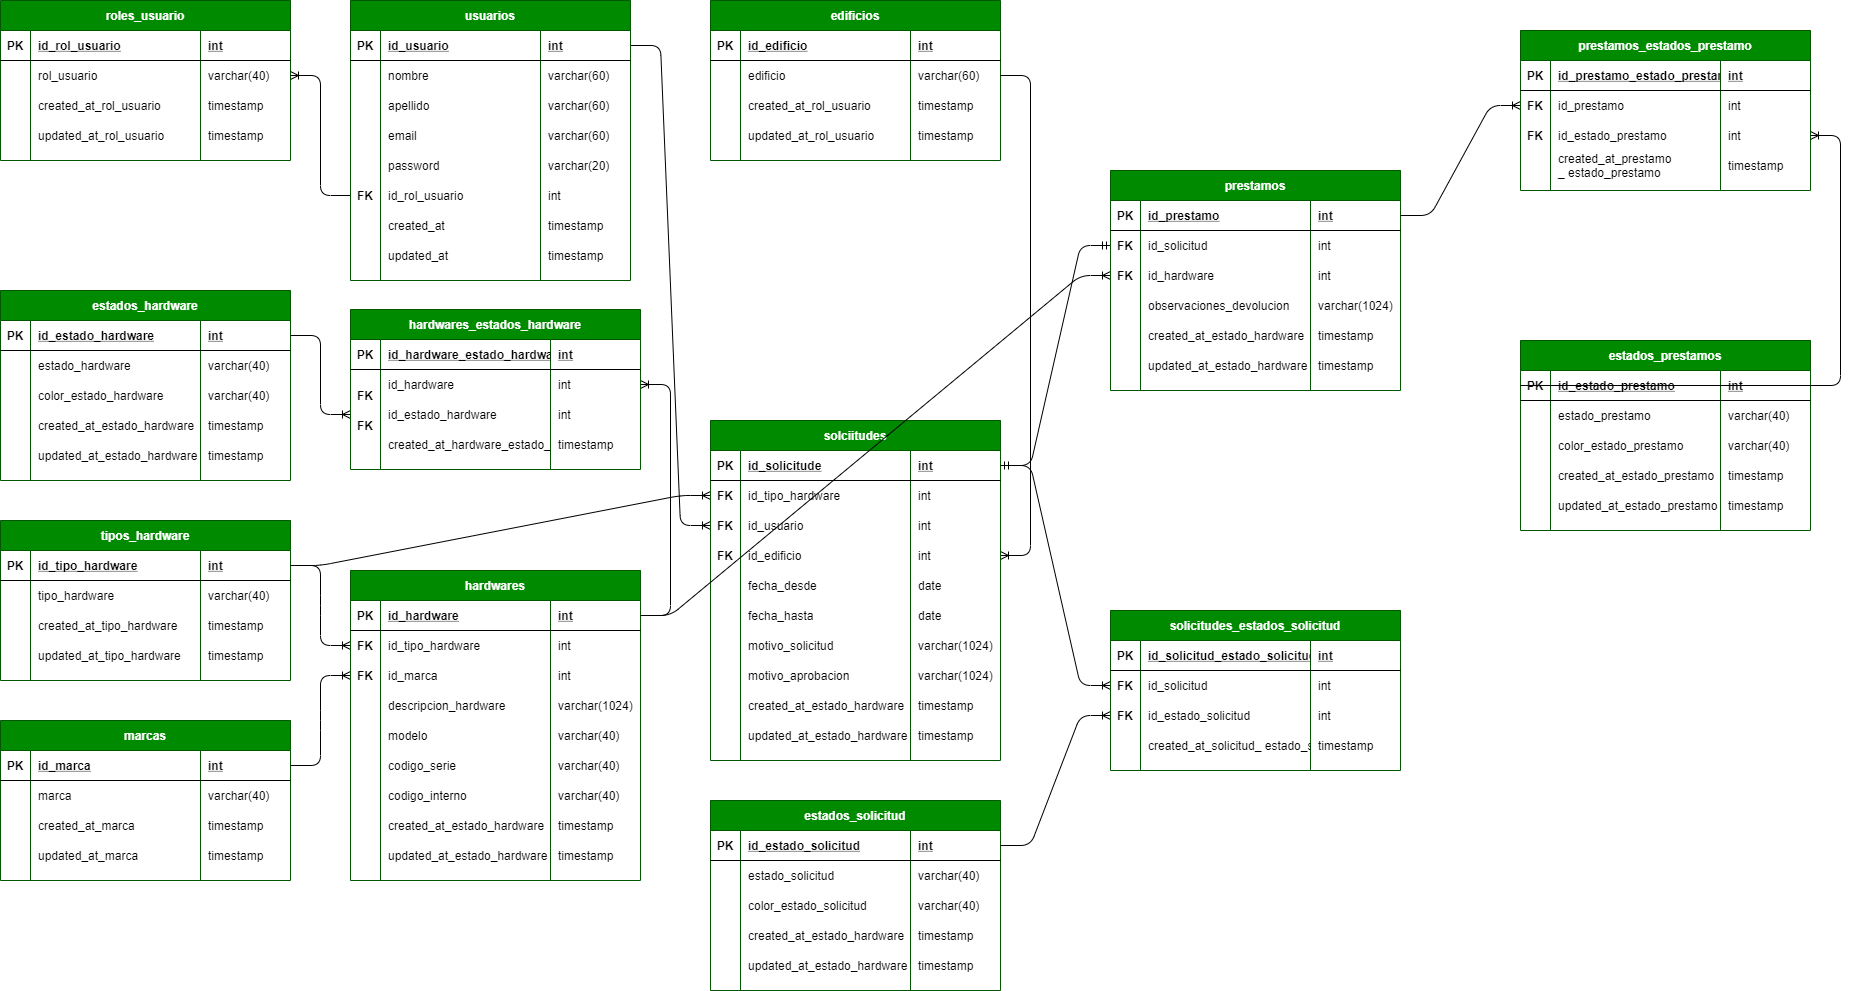 roles_usuario
PK id_rol_usuario int
rol_usuario varchar(40)
created_at_rol_usuario timestamp
updated_at_rol_usuario timestamp
usuarios
PK id_usuario int
nombre varchar(60)
apellido varchar(60)
email varchar(60)
password varchar(20)
FK id_rol_usuario int
created_at timestamp
updated_at timestamp
edificios
PK id_edificio int
edificio varchar(60)
created_at_rol_usuario timestamp
updated_at_rol_usuario timestamp
prestamos_estados_prestamo
PK id_prestamo_estado_prestar int
FK id_prestamo int
FK id_estado_prestamo int
created_at_prestamo
_ estado_prestamo timestamp
prestamos
PK id_prestamo int
FK id_solicitud int
FK id_hardware int
observaciones_devolucion varchar(1024)
created_at_estado_hardware timestamp
updated_at_estado_hardware timestamp
estados_hardware
PK id_estado_hardware int
estado_hardware varchar(40)
color_estado_hardware varchar(40)
created_at_estado_hardware timestamp
updated_at_estado_hardware timestamp
hardwares_estados_hardware
PK id_hardware_estado_hardwa int
FK id_hardware int
FK id_estado_hardware int
created_at_hardware_estado_ timestamp
estados_prestamos
PK id_estado_prestamo int
estado_prestamo varchar(40)
color_estado_prestamo varchar(40)
created_at_estado_prestamo timestamp
updated_at_estado_prestamo timestamp
solciitudes
PK id_solicitude int
FK id_tipo_hardware int
FK id_usuario int
FK id_edificio int
fecha_desde date
fecha_hasta date
motivo_solicitud varchar(1024)
motivo_aprobacion varchar(1024)
created_at_estado_hardware timestamp
updated_at_estado_hardware timestamp
tipos_hardware
PK id_tipo_hardware int
tipo_hardware varchar(40)
created_at_tipo_hardware timestamp
updated_at_tipo_hardware timestamp
hardwares
PK id_hardware int
FK id_tipo_hardware int
FK id_marca int
descripcion_hardware varchar(1024)
modelo varchar(40)
codigo_serie varchar(40)
codigo_interno varchar(40)
created_at_estado_hardware timestamp
updated_at_estado_hardware timestamp
solicitudes_estados_solicitud
PK id_solicitud_estado_solicitu int
FK id_solicitud int
FK id_estado_solicitud int
created_at_solicitud_ estado_s timestamp
marcas
PK id_marca int
marca varchar(40)
created_at_marca timestamp
updated_at_marca timestamp
estados_solicitud
PK id_estado_solicitud int
estado_solicitud varchar(40)
color_estado_solicitud varchar(40)
created_at_estado_hardware timestamp
updated_at_estado_hardware timestamp